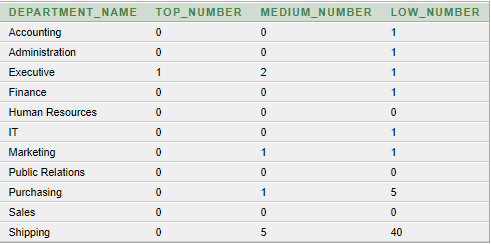 DEPARTMENT_NAME TOP_NUMBER MEDIUM_NUMBER LOW_NUMBER
Accounting 0 0 1
Administration 0 0 1
Executive 1 2 1
Finance 0 0 1
Human Resources 0 0 0
IT 0 0 1
Marketing 0 1 1
Public Relations 0 0 0
Purchasing 0 1 5
Sales 0 0 0
Shipping 0 5 40